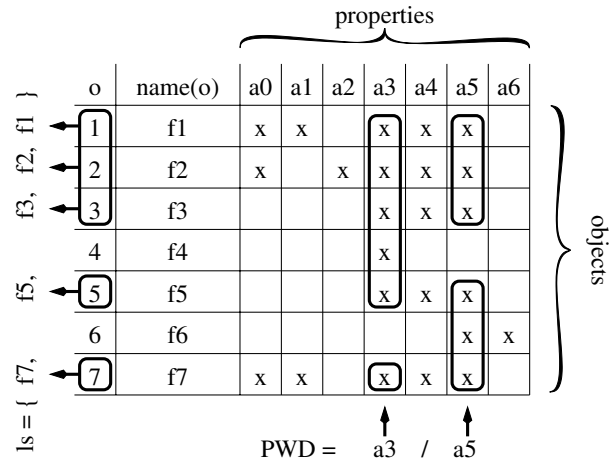 properties
o name(o) a0 a1 a2 a3 a4 a5 a6
1 f1 x x x x x
2 f2 x x x x x
3 f3 x x x
4 f4 x
5 f5 x x x
6 f6 x x
7 f7 x x x x x
objects
ls = { f7, f5, f3, f2, f1 }
PWD = a3 / a5